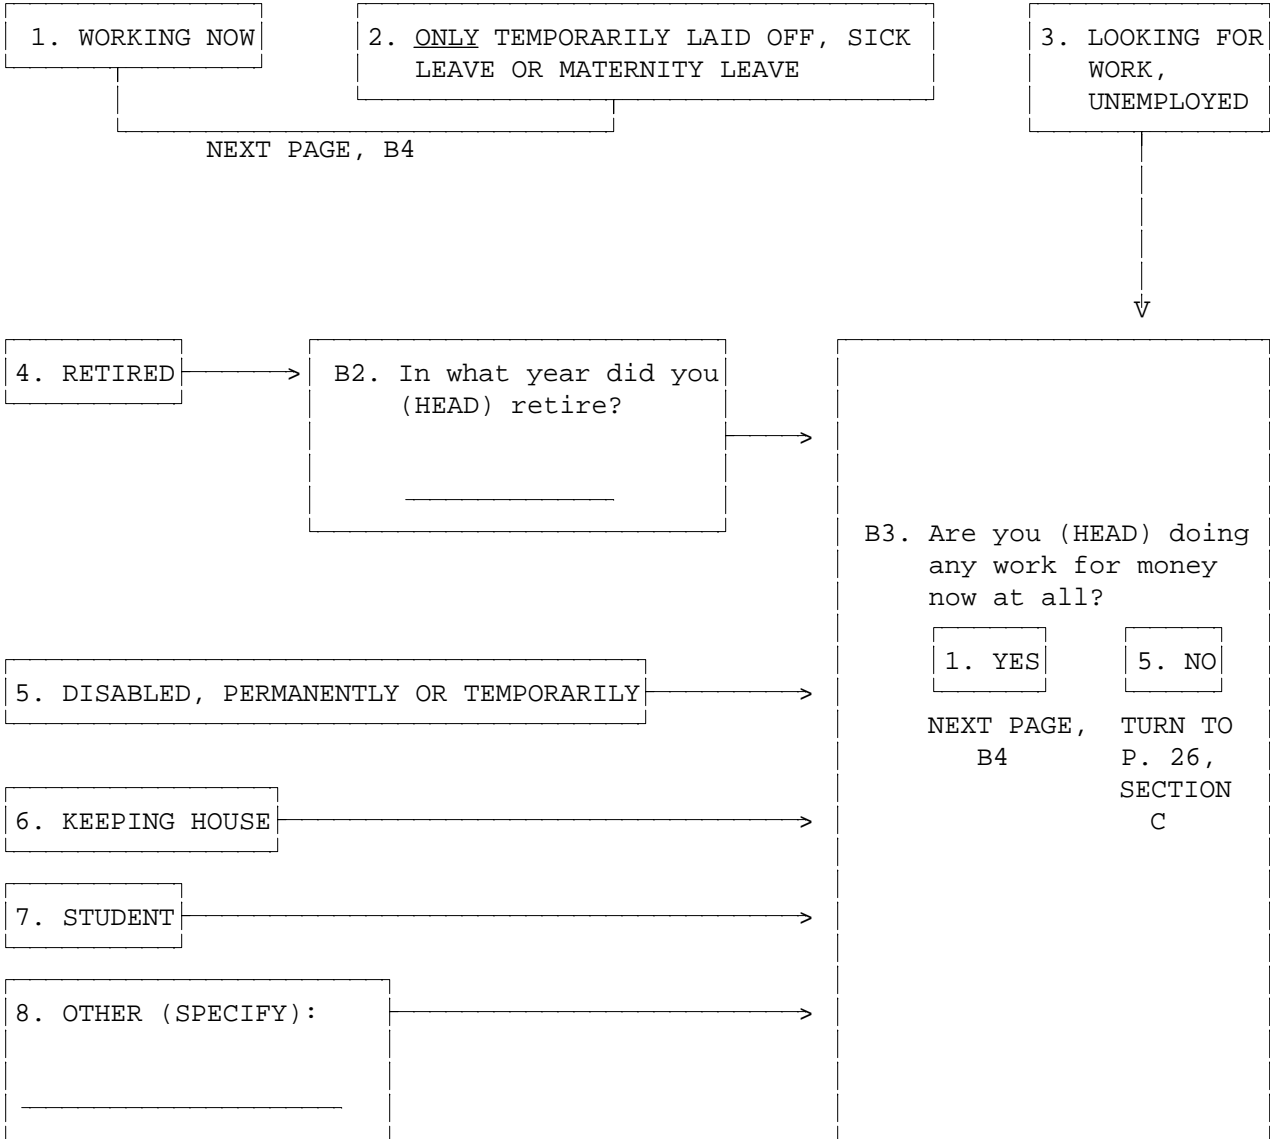 1. WORKING NOW
2. ONLY TEMPORARILY LAID OFF, SICK
LEAVE OR MATERNITY LEAVE
3. LOOKING FOR
WORK,
UNEMPLOYED
NEXT PAGE, B4
4. RETIRED
B2. In what year did you
(HEAD) retire?
B3. Are you (HEAD) doing
any work for money
now at all?
1. YES
5. NO
NEXT PAGE,
B4
TURN TO
P. 26,
SECTION
C
5. DISABLED, PERMANENTLY OR TEMPORARILY
6. KEEPING HOUSE
7. STUDENT
8. OTHER (SPECIFY):